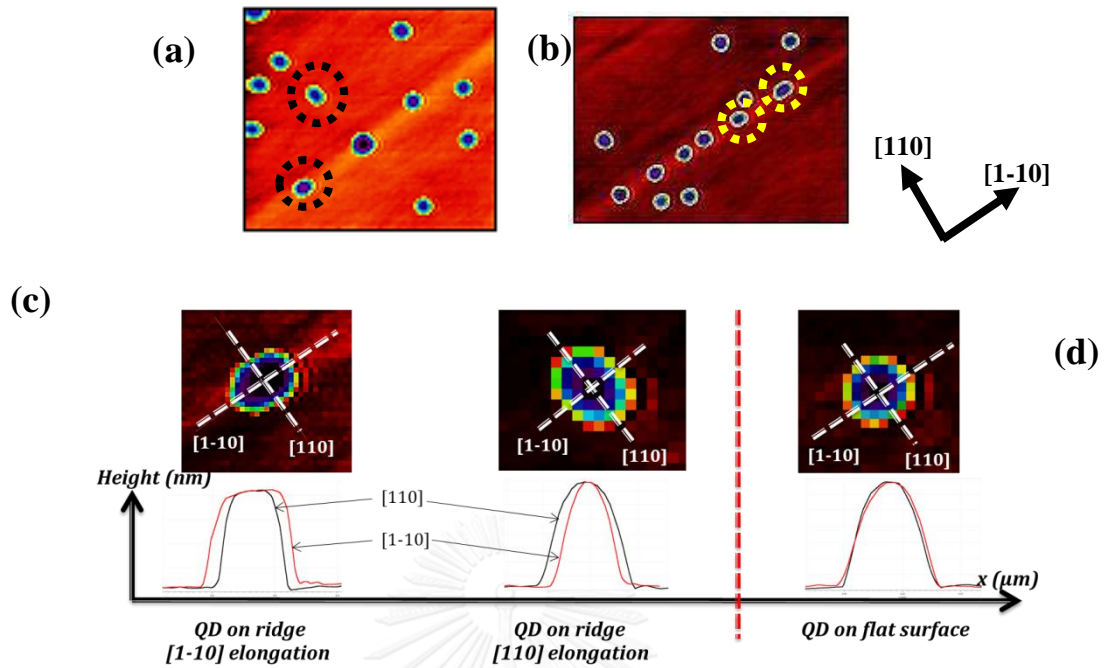 (a)
(b)
[110]
[1-10]
(c)
(d)
[1-10]
[110]
[1-10]
[110]
[1-10]
[110]
Height (nm)
[110]
[1-10]
x (μm)
QD on ridge
[1-10] elongation
QD on ridge
[110] elongation
QD on flat surface